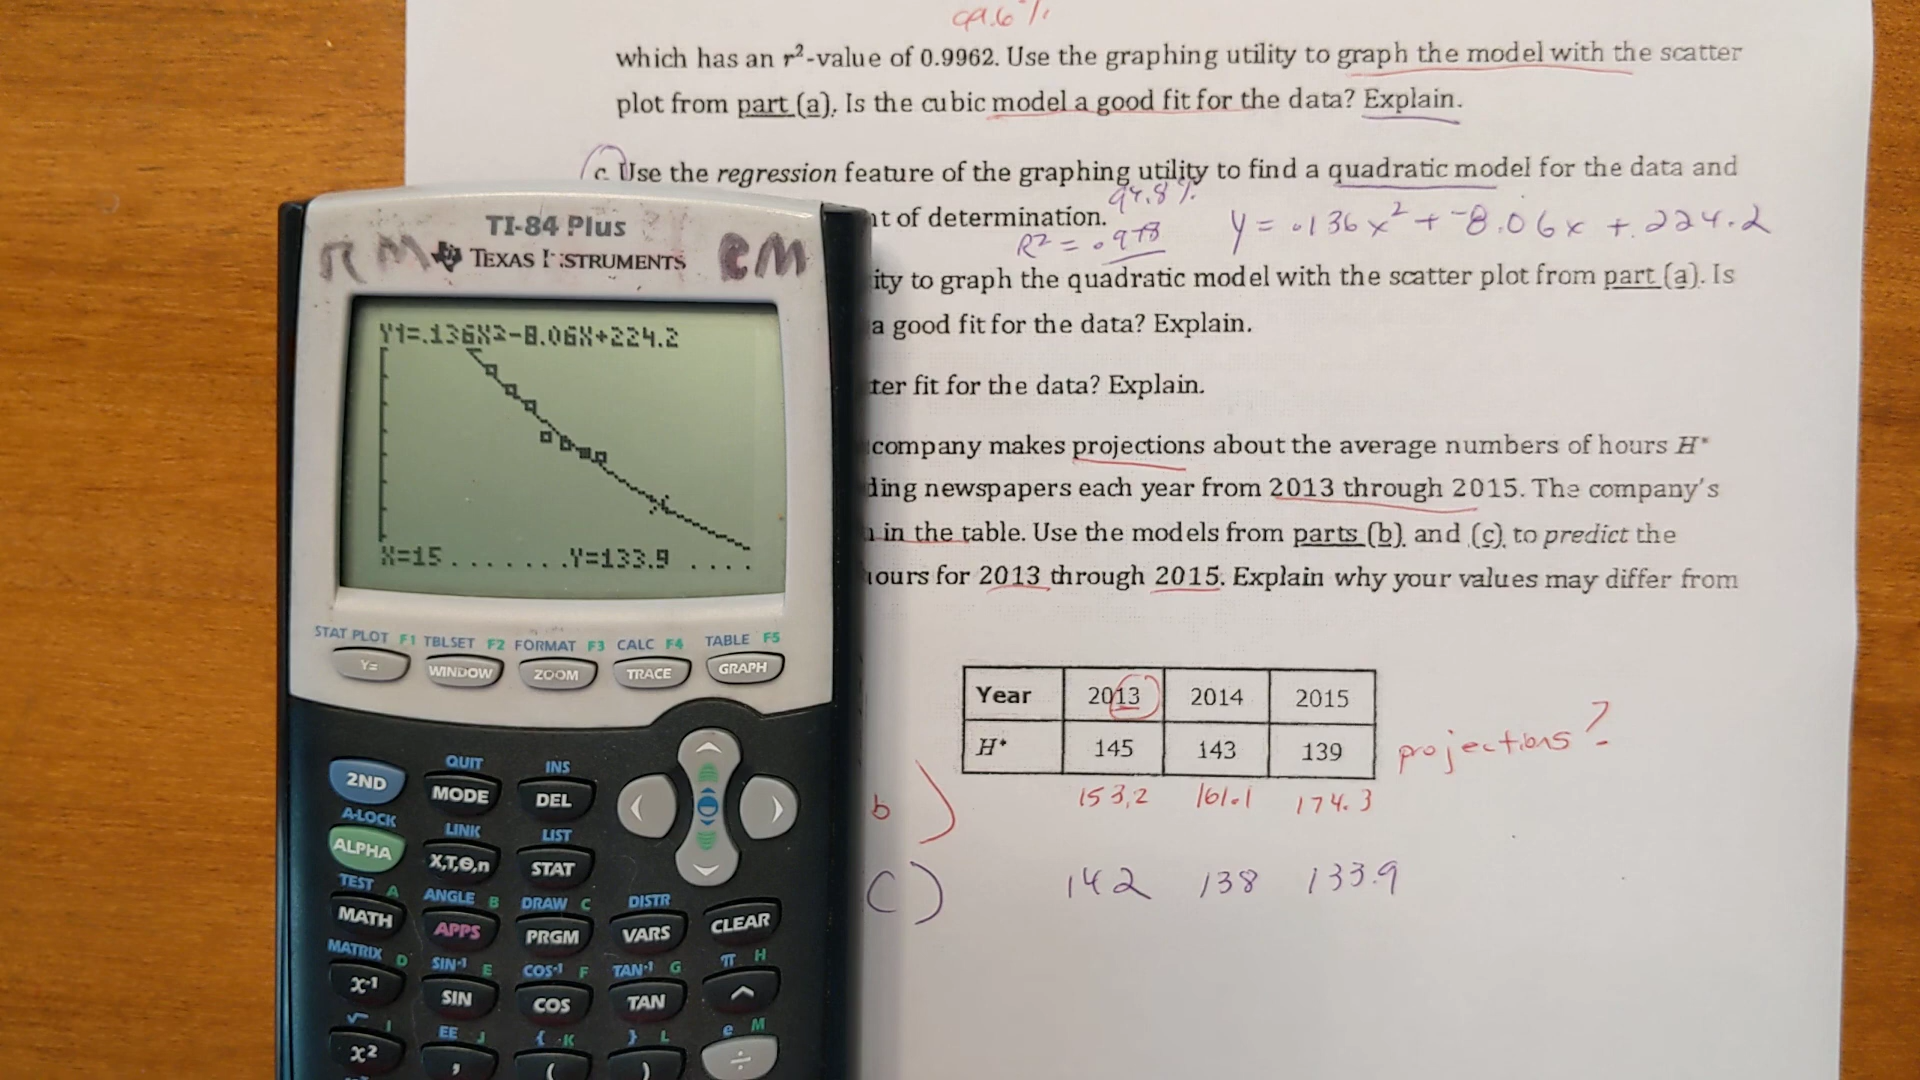 99.6%
which has an r²-value of 0.9962. Use the graphing utility to graph the model with the scatter
plot from part (a). Is the cubic model a good fit for the data? Explain.
c. Use the regression feature of the graphing utility to find a quadratic model for the data and
nt of determination.
R² = .978
y = .136x² + -8.06x + 224.2
ity to graph the quadratic model with the scatter plot from part (a). Is
a good fit for the data? Explain.
ter fit for the data? Explain.
company makes projections about the average numbers of hours H*
ding newspapers each year from 2013 through 2015. The company's
in the table. Use the models from parts (b) and (c) to predict the
ours for 2013 through 2015. Explain why your values may differ from
Year 2013 2014 2015
H* 145 143 139
projections?
b) 153.2 161.1 174.3
c) 142 138 133.9
TI-84 Plus
TEXAS INSTRUMENTS
CM
Y1=.136X2-8.06X+224.2
X=15 Y=133.9
STAT PLOT F1 TBLSET F2 FORMAT F3 CALC F4 TABLE F5
Y= WINDOW ZOOM TRACE GRAPH
QUIT INS
2ND MODE DEL
A-LOCK LINK LIST
ALPHA X,T,Θ,n STAT
TEST A ANGLE B DRAW C DISTR
MATH APPS PRGM VARS CLEAR
MATRIX D SIN-1 E COS-1 F TAN-1 G π H
x-1 SIN COS TAN ^
√ I EE J { K } L e M
x² , ( ) ÷